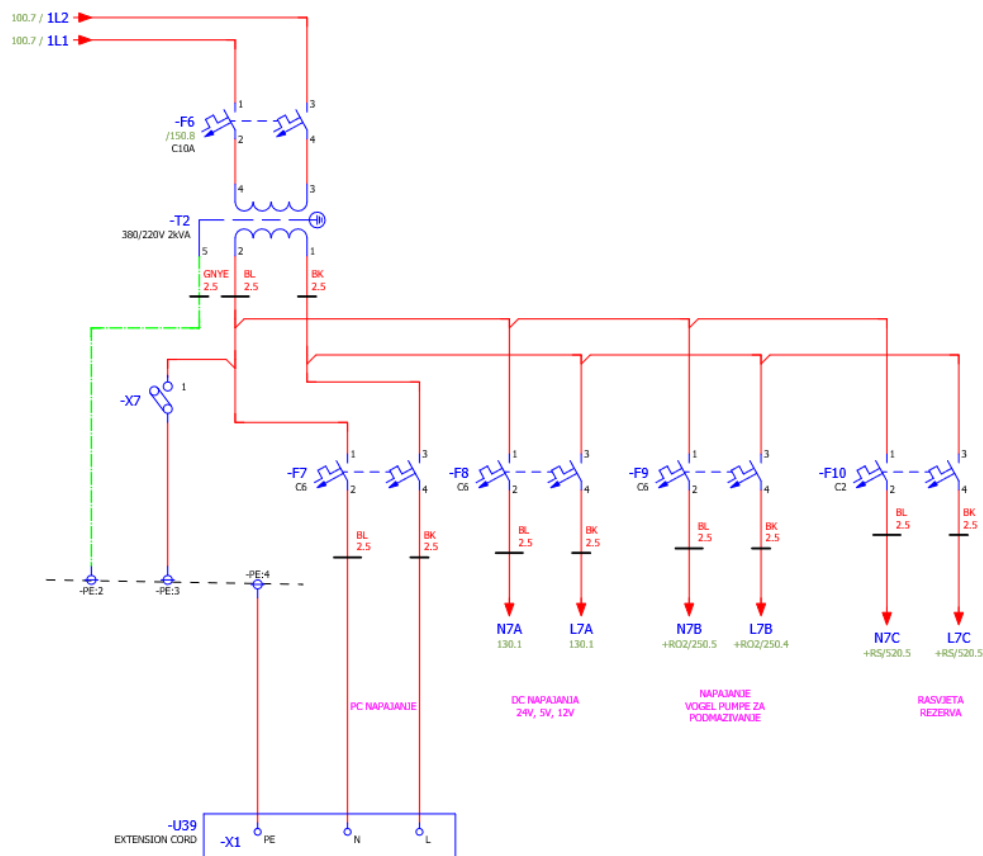 100.7 / 1L2
100.7 / 1L1
1 3
-F6
/150.8
C10A
2 4
4 3
-T2
380/220V 2kVA
5 2 1
GNYE BL BK
2.5 2.5 2.5
-X7 1
1 3 1 3 1 3 1 3
-F7 -F8 -F9 -F10
C6 C6 C6 C2
2 4 2 4 2 4 2 4
BL BK BL BK BL BK BL BK
2.5 2.5 2.5 2.5 2.5 2.5 2.5 2.5
-PE:2 -PE:3 -PE:4
N7A L7A N7B L7B N7C L7C
130.1 130.1 +RO2/250.5 +RO2/250.4 +RS/520.5 +RS/520.5
PC NAPAJANJE
DC NAPAJANJA
24V, 5V, 12V
NAPAJANJE
VOGEL PUMPE ZA
PODMAZIVANJE
RASVJETA
REZERVA
-U39
EXTENSION CORD
-X1 PE N L